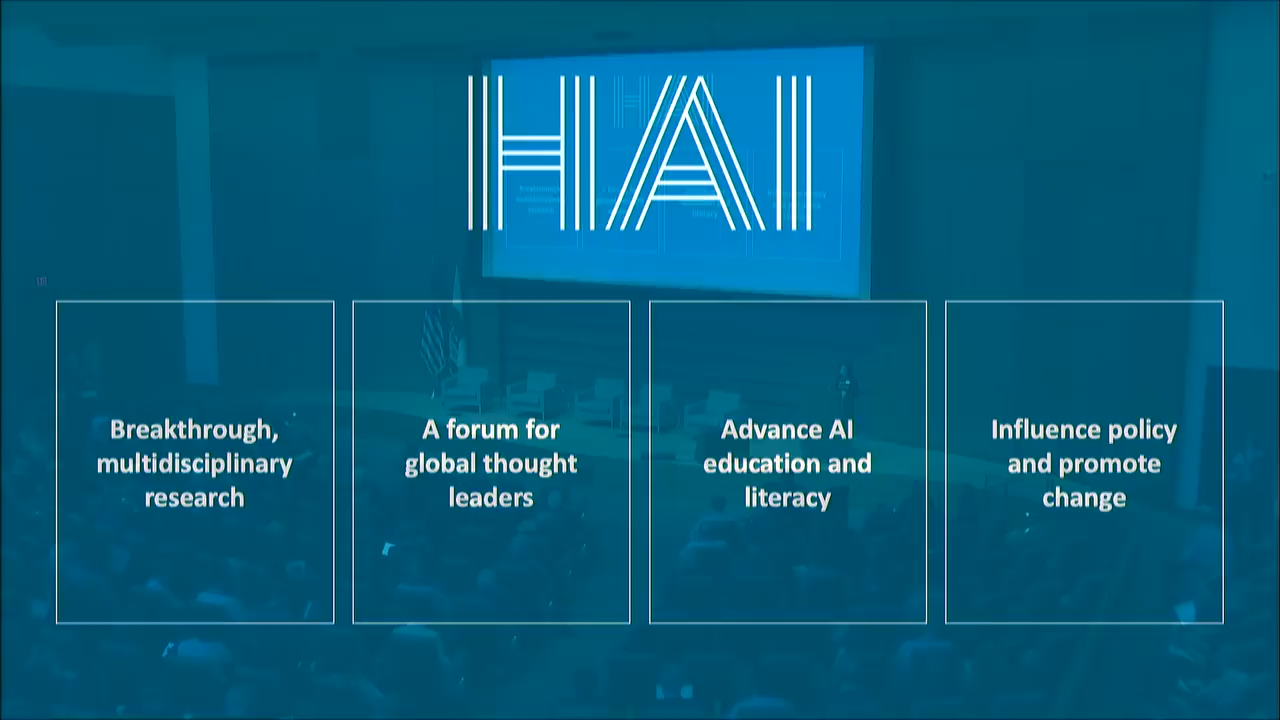 HAI
Breakthrough,
multidisciplinary
research
A forum for
global thought
leaders
Advance AI
education and
literacy
Influence policy
and promote
change